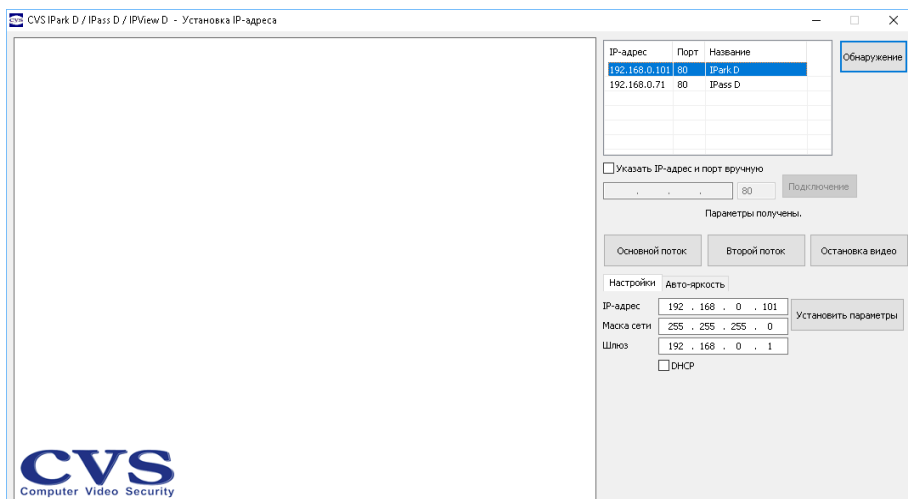 CVS CVS IPark D / IPass D / IPView D - Установка IP-адреса
IP-адрес Порт Название
192.168.0.101 80 IPark D
192.168.0.71 80 IPass D
Обнаружение
Указать IP-адрес и порт вручную
. . . 80 Подключение
Параметры получены.
Основной поток Второй поток Остановка видео
Настройки Авто-яркость
IP-адрес 192 . 168 . 0 . 101
Установить параметры
Маска сети 255 . 255 . 255 . 0
Шлюз 192 . 168 . 0 . 1
DHCP
CVS
Computer Video Security